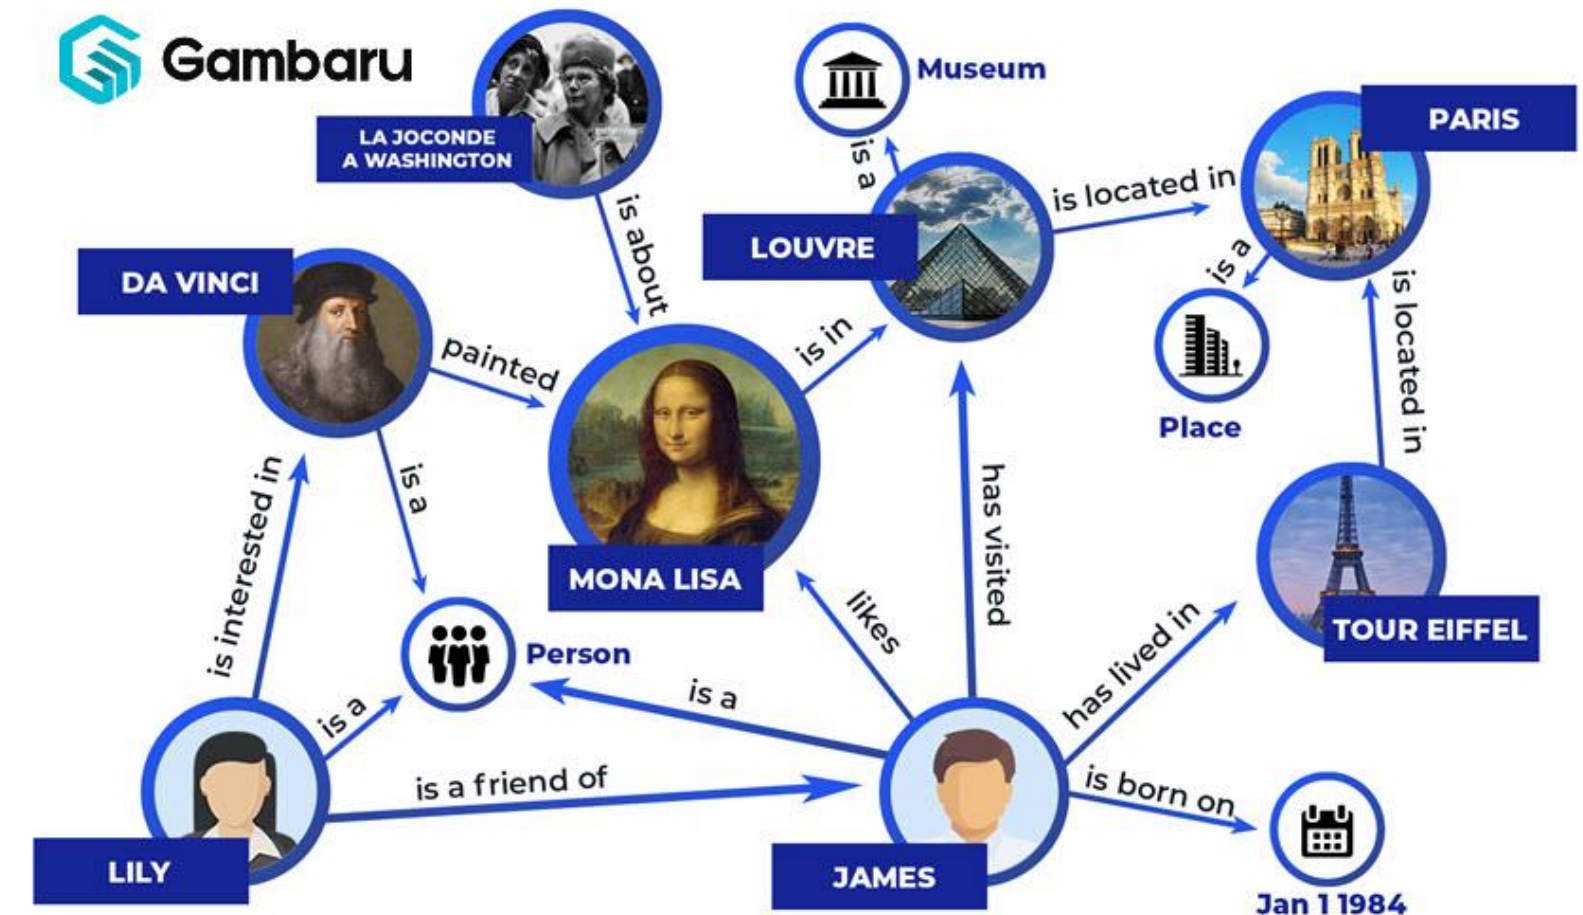 Gambaru
LA JOCONDE
A WASHINGTON
Museum
PARIS
is a
is located in
is about
LOUVRE
DA VINCI
is a
is located in
painted
is in
Place
is a
is interested in
has visited
MONA LISA
likes
TOUR EIFFEL
has lived in
Person
is a
is a
is a friend of
is born on
LILY
JAMES
Jan 1 1984